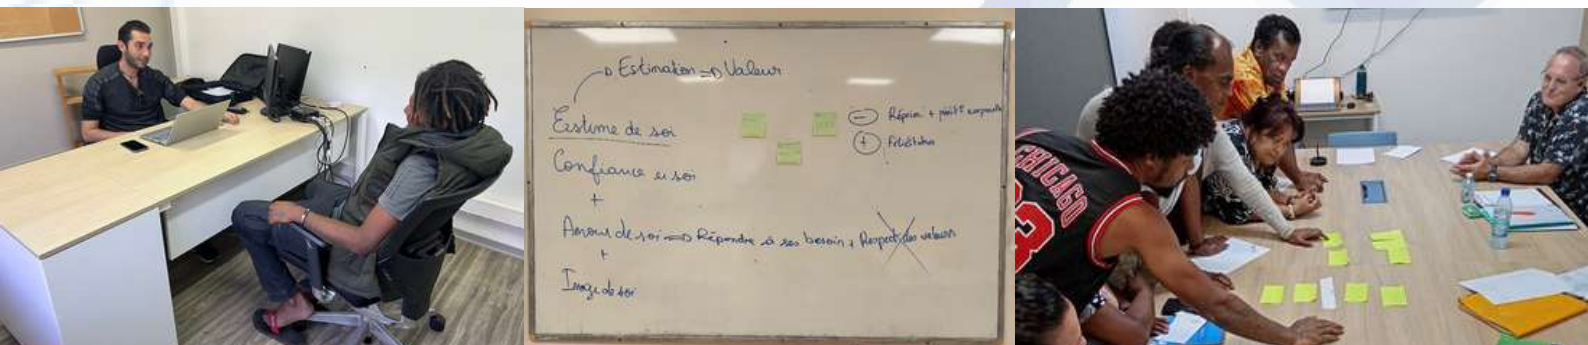 Estimation => Valeur
Estime de soi
Confiance en soi
+
Amour de soi => Répondre à ses besoin + Respect des valeurs
+
Image de soi
- Réprim +
+
CHICAGO